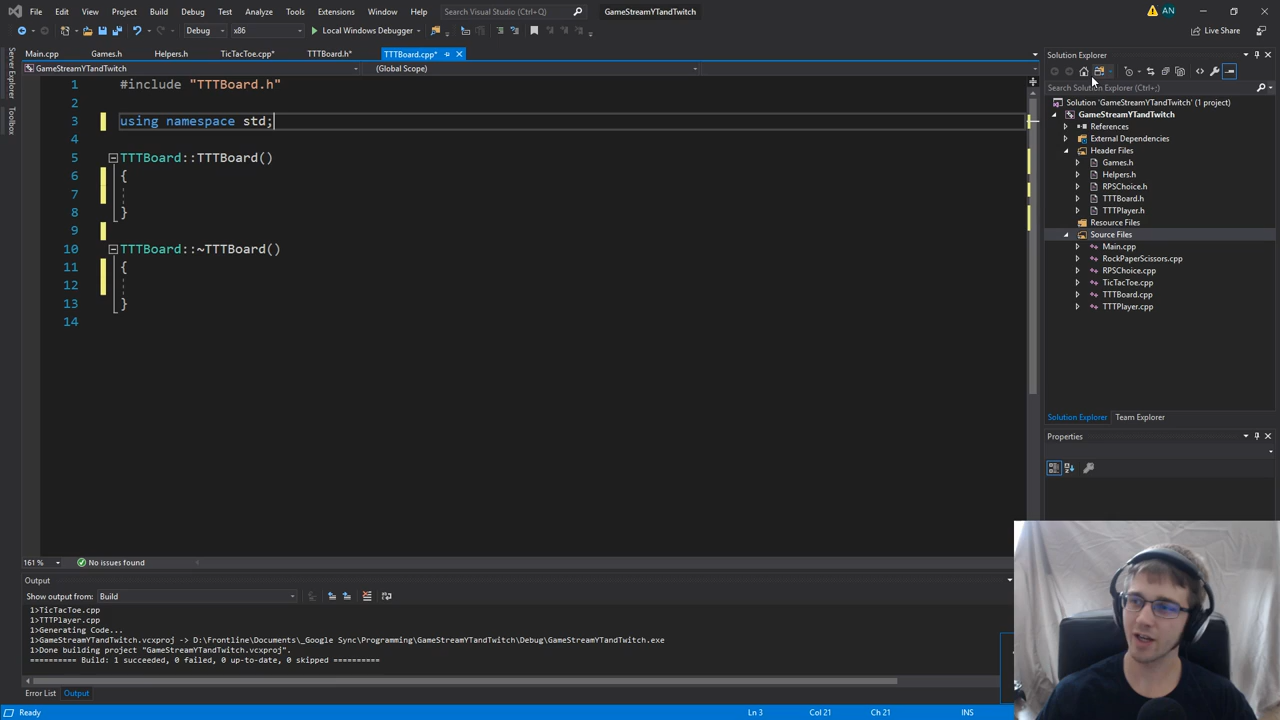 File Edit View Project Build Debug Test Analyze Tools Extensions Window Help Search Visual Studio (Ctrl+Q) GameStreamYTandTwitch AN
Debug x86 Local Windows Debugger Live Share
Main.cpp Games.h Helpers.h TicTacToe.cpp* TTTBoard.h* TTTBoard.cpp*
GameStreamYTandTwitch (Global Scope)
Server Explorer
Toolbox
1 #include "TTTBoard.h"
2
3 using namespace std;
4
5 TTTBoard::TTTBoard()
6 {
7
8 }
9
10 TTTBoard::~TTTBoard()
11 {
12
13 }
14
161 % No issues found
Output
Show output from: Build
1>TicTacToe.cpp
1>TTTPlayer.cpp
1>Generating Code...
1>GameStreamYTandTwitch.vcxproj -> D:\Frontline\Documents\_Google Sync\Programming\GameStreamYTandTwitch\Debug\GameStreamYTandTwitch.exe
1>Done building project "GameStreamYTandTwitch.vcxproj".
========== Build: 1 succeeded, 0 failed, 0 up-to-date, 0 skipped ==========
Error List Output
Ready Ln 3 Col 21 Ch 21 INS
Solution Explorer
Search Solution Explorer (Ctrl+;)
Solution 'GameStreamYTandTwitch' (1 project)
GameStreamYTandTwitch
References
External Dependencies
Header Files
Games.h
Helpers.h
RPSChoice.h
TTTBoard.h
TTTPlayer.h
Resource Files
Source Files
Main.cpp
RockPaperScissors.cpp
RPSChoice.cpp
TicTacToe.cpp
TTTBoard.cpp
TTTPlayer.cpp
Solution Explorer Team Explorer
Properties